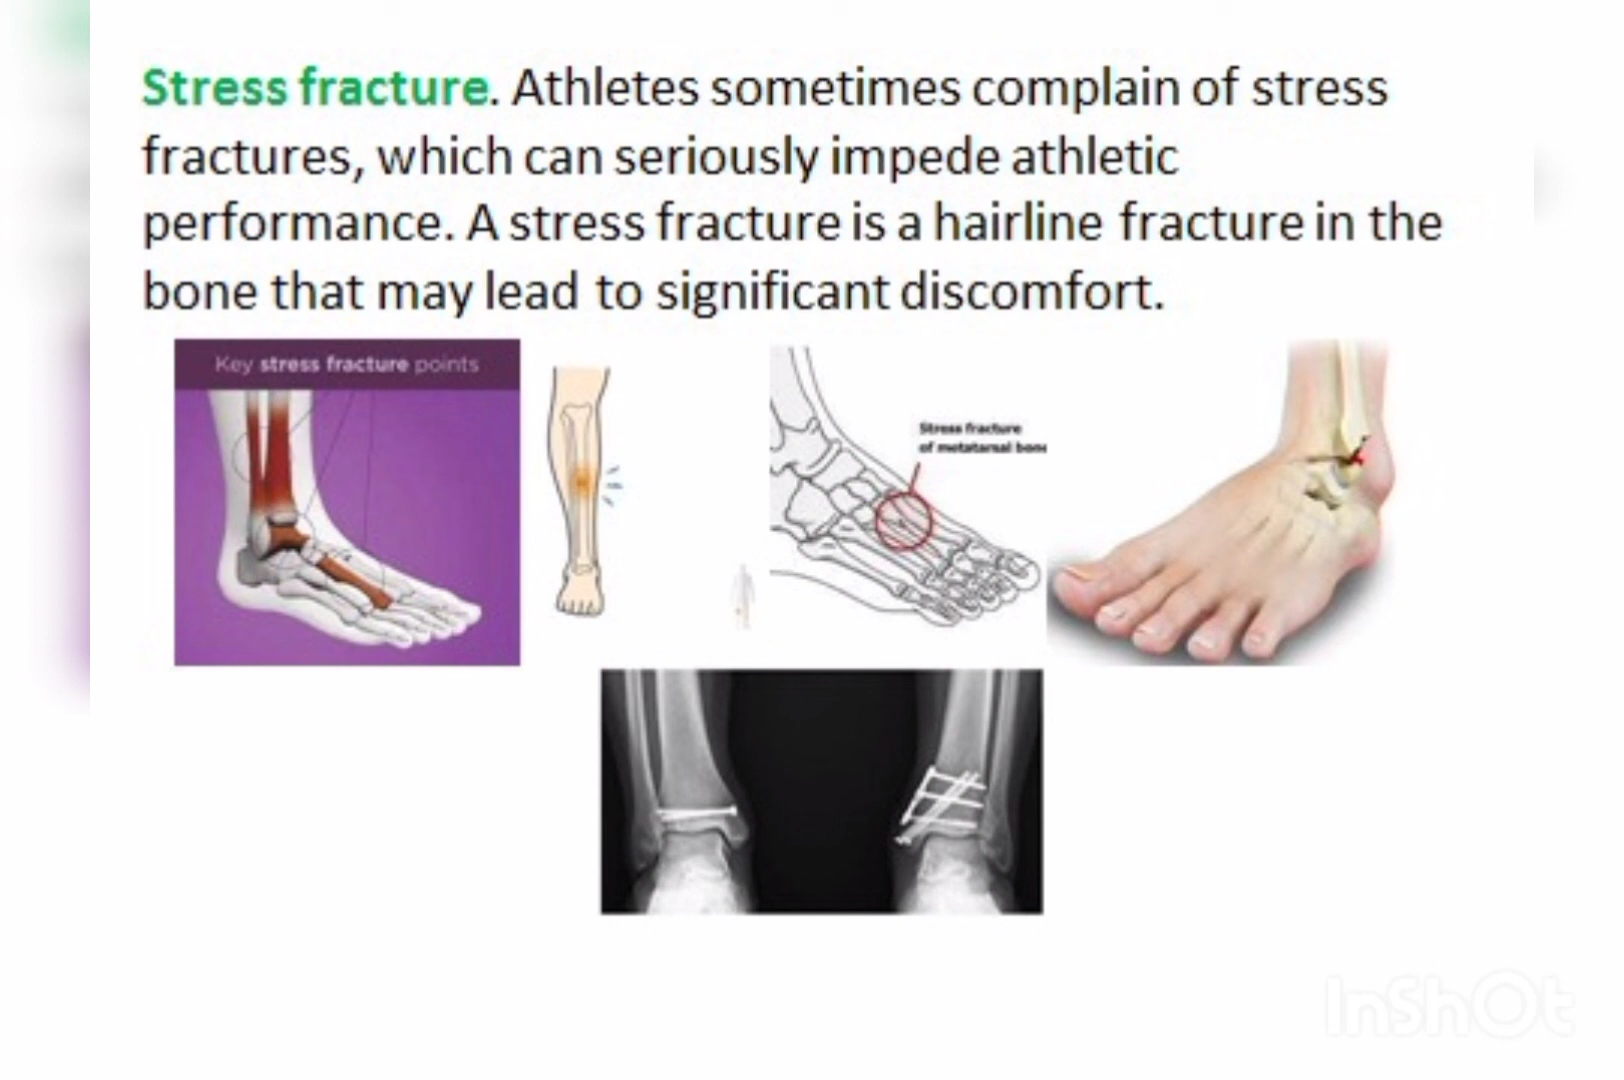 Stress fracture. Athletes sometimes complain of stress
fractures, which can seriously impede athletic
performance. A stress fracture is a hairline fracture in the
bone that may lead to significant discomfort.
Key stress fracture points
Stress fracture
of metatarsal bone
InShOt